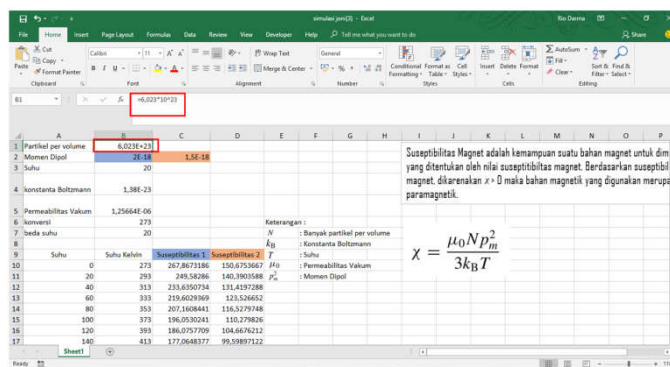 simulasi joni(3) - Excel
Rio Darma
File Home Insert Page Layout Formulas Data Review View Developer Help Tell me what you want to do
Share
Paste
Cut
Copy
Format Painter
Clipboard
Calibri 11
B I U
Font
Wrap Text
Merge & Center
Alignment
General
Number
Conditional Formatting
Format as Table
Cell Styles
Styles
Insert Delete Format
Cells
AutoSum
Fill
Clear
Sort & Filter
Find & Select
Editing
B1 fx =6,023*10^23
A B C D E F G H I J K L M N O P
1 Partikel per volume 6,023E+23
2 Momen Dipol 2E-18 1,5E-18
3 Suhu 20
4 konstanta Boltzmann 1,38E-23
5 Permeabilitas Vakum 1,25664E-06
6 konversi 273 Keterangan :
7 beda suhu 20 N : Banyak partikel per volume
8 kB : Konstanta Boltzmann
9 Suhu Suhu Kelvin Suseptibilitas 1 Suseptibilitas 2 T : Suhu
10 0 273 267,8673186 150,6753667 μ0 : Permeabilitas Vakum
11 20 293 249,58286 140,3903588 p²m : Momen Dipol
12 40 313 233,6350734 131,4197288
13 60 333 219,6029369 123,526652
14 80 353 207,1608441 116,5279748
15 100 373 196,0530241 110,279826
16 120 393 186,0757709 104,6676212
17 140 413 177,0648377 99,59897122
Suseptibilitas Magnet adalah kemampuan suatu bahan magnet untuk dim
yang ditentukan oleh nilai suseptitibiltas magnet. Berdasarkan suseptibil
magnet, dikarenakan x > 0 maka bahan magnetik yang digunakan merupa
paramagnetik.
χ = μ0Np²m / 3kBT
Sheet1
Ready